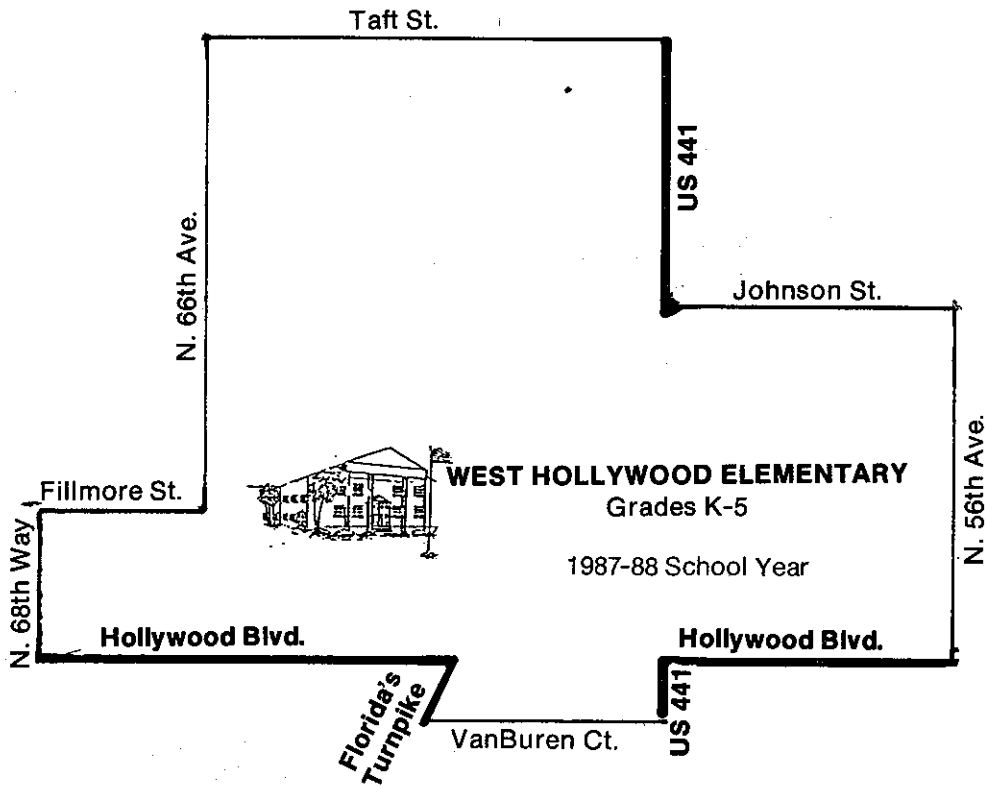 Taft St.
US 441
N. 66th Ave.
Johnson St.
N. 56th Ave.
WEST HOLLYWOOD ELEMENTARY
Grades K-5
1987-88 School Year
Fillmore St.
N. 68th Way
Hollywood Blvd.
Hollywood Blvd.
Florida's
Turnpike
US 441
VanBuren Ct.